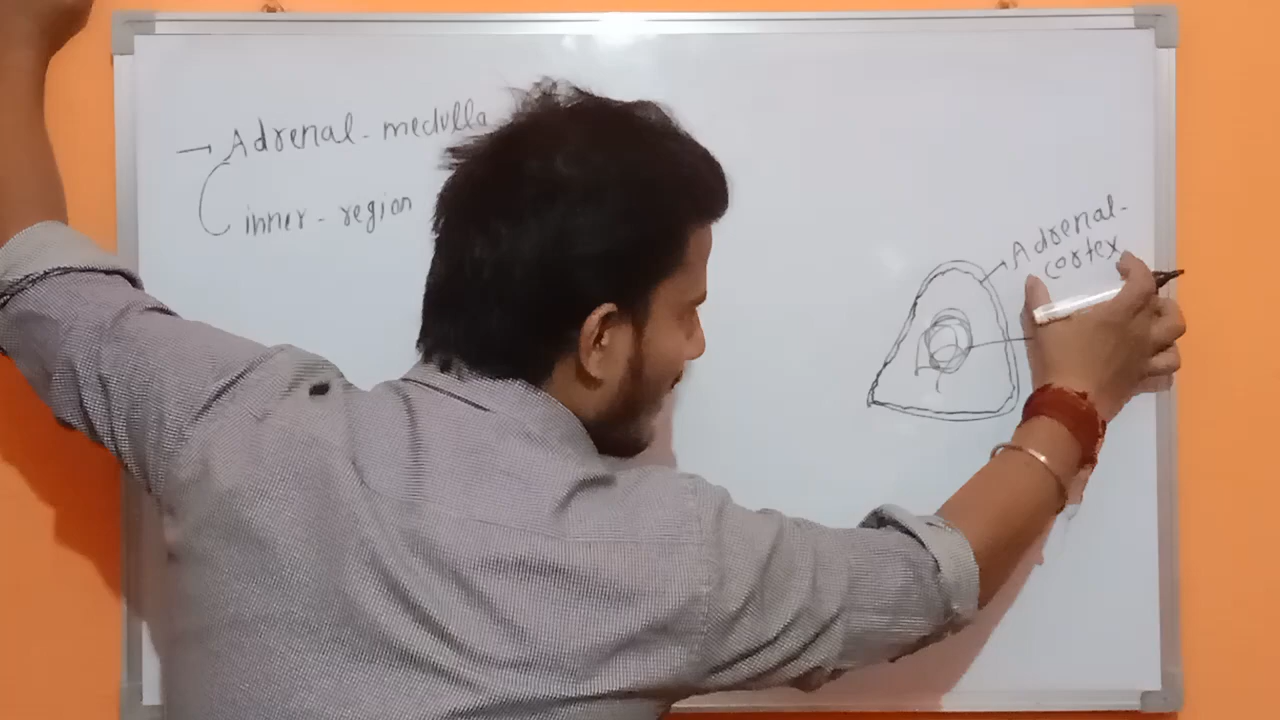 → Adrenal - medulla
inner - region
Adrenal -
cortex